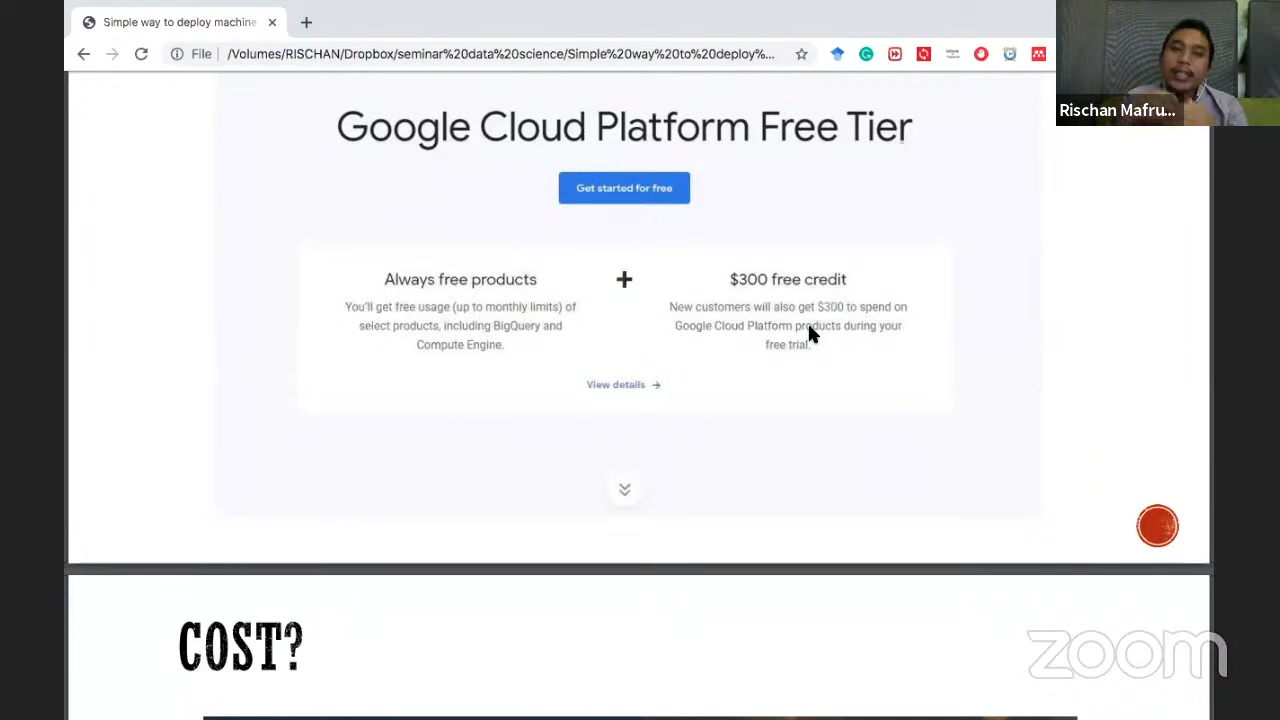 Simple way to deploy machine
File
/Volumes/RISCHAN/Dropbox/seminar%20data%20science/Simple%20way%20to%20deploy%...
Rischan Mafru...
Google Cloud Platform Free Tier
Get started for free
Always free products
You'll get free usage (up to monthly limits) of
select products, including BigQuery and
Compute Engine.
+
$300 free credit
New customers will also get $300 to spend on
Google Cloud Platform products during your
free trial.
View details →
COST?
zoom